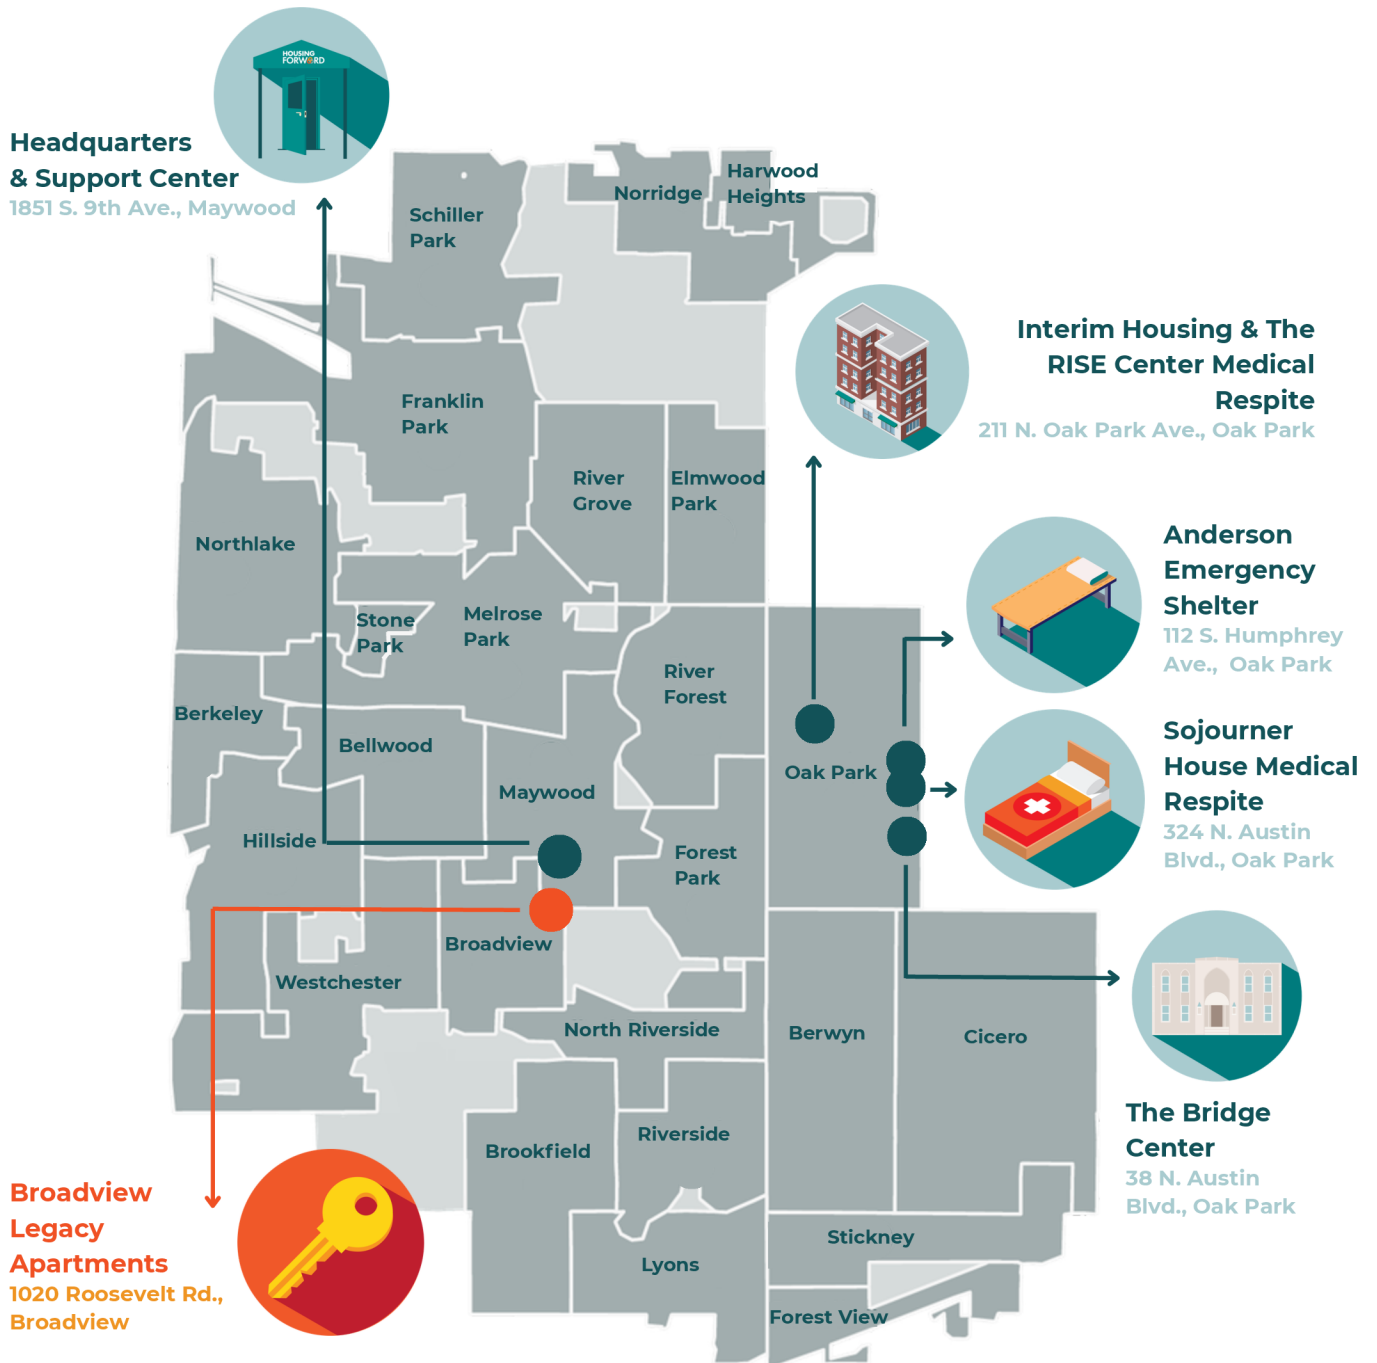 HOUSING
FORWARD
Headquarters
& Support Center
1851 S. 9th Ave., Maywood
Schiller
Park
Norridge
Harwood
Heights
Franklin
Park
River
Grove
Elmwood
Park
Northlake
Stone
Park
Melrose
Park
River
Forest
Berkeley
Bellwood
Maywood
Oak Park
Hillside
Forest
Park
Broadview
Westchester
North Riverside
Berwyn
Cicero
Brookfield
Riverside
Stickney
Lyons
Forest View
Interim Housing & The
RISE Center Medical
Respite
211 N. Oak Park Ave., Oak Park
Anderson
Emergency
Shelter
112 S. Humphrey
Ave.,  Oak Park
Sojourner
House Medical
Respite
324 N. Austin
Blvd., Oak Park
The Bridge
Center
38 N. Austin
Blvd., Oak Park
Broadview
Legacy
Apartments
1020 Roosevelt Rd.,
Broadview